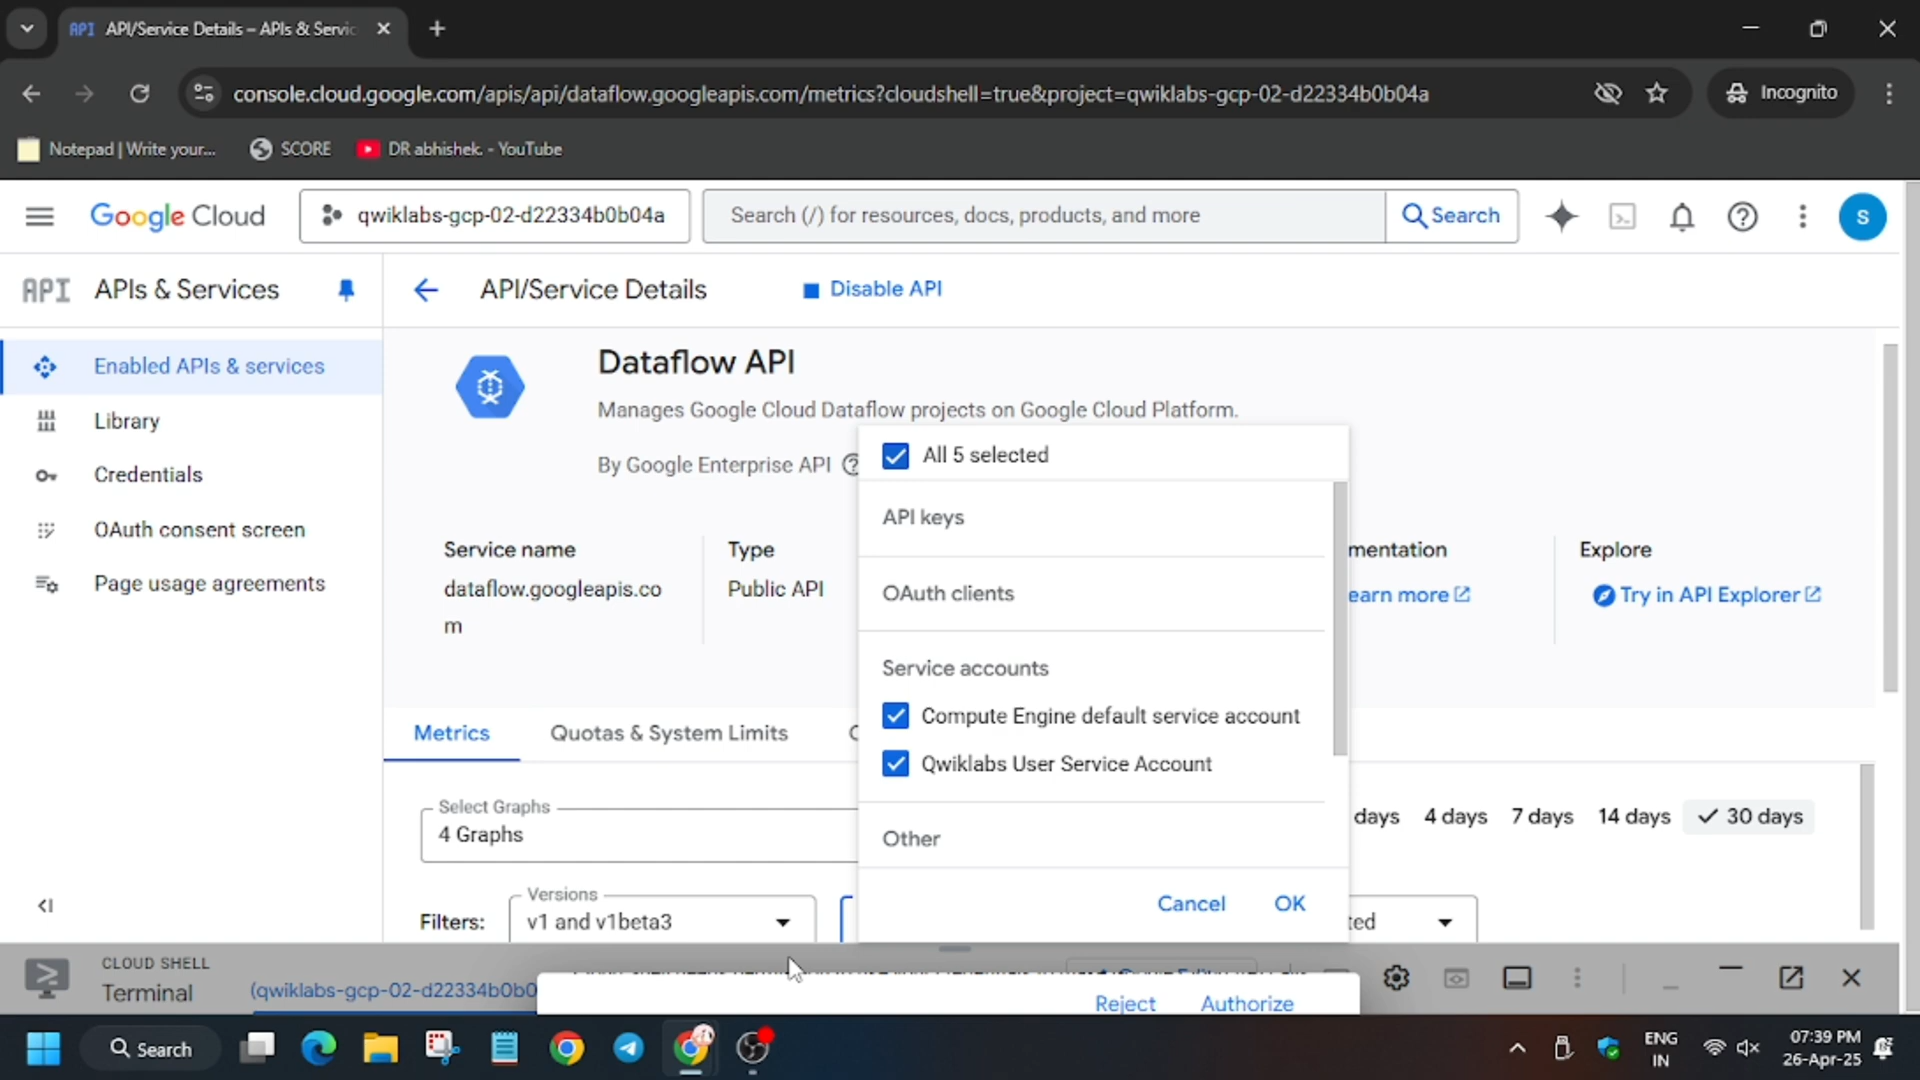 API API/Service Details – APIs & Servic
console.cloud.google.com/apis/api/dataflow.googleapis.com/metrics?cloudshell=true&project=qwiklabs-gcp-02-d22334b0b04a
Incognito
Notepad | Write your...
SCORE
DR abhishek. - YouTube
Google Cloud
qwiklabs-gcp-02-d22334b0b04a
Search (/) for resources, docs, products, and more
Search
S
API APIs & Services
API/Service Details
Disable API
Enabled APIs & services
Library
Credentials
OAuth consent screen
Page usage agreements
Dataflow API
Manages Google Cloud Dataflow projects on Google Cloud Platform.
By Google Enterprise API
All 5 selected
API keys
OAuth clients
Service accounts
Compute Engine default service account
Qwiklabs User Service Account
Other
Cancel
OK
Service name
dataflow.googleapis.co
m
Type
Public API
mentation
earn more
Explore
Try in API Explorer
Metrics
Quotas & System Limits
Select Graphs
4 Graphs
days
4 days
7 days
14 days
30 days
Filters:
Versions
v1 and v1beta3
ted
CLOUD SHELL
Terminal
(qwiklabs-gcp-02-d22334b0b0
Reject
Authorize
Search
ENG
IN
07:39 PM
26-Apr-25